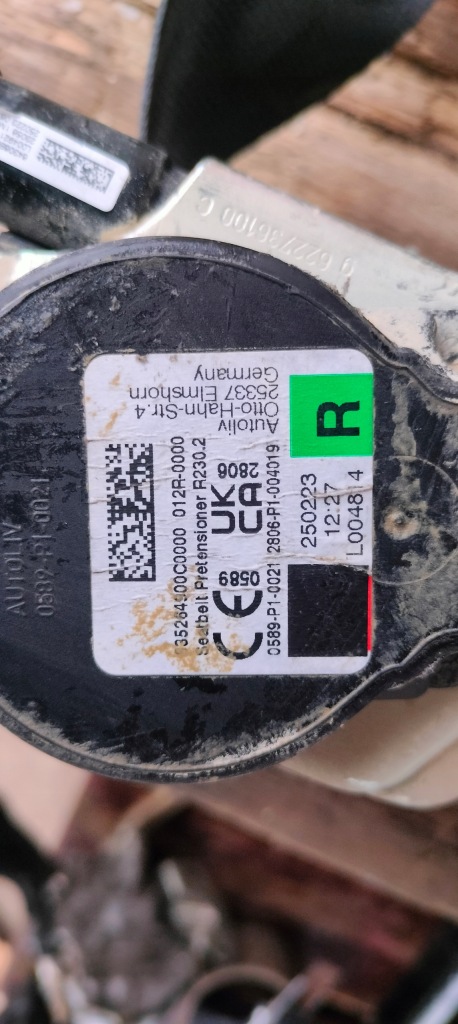 Autoliv
Otto-Hahn-Str.4
25337 Elmshorn
Germany
R
012R-0000
Seatbelt Pretensioner R230.2
CE 0589
UK CA 2806
0589-P1-0021 2806-P1-004019
250223
12:27
L004814
AUTOLIV
0589-P1-0021